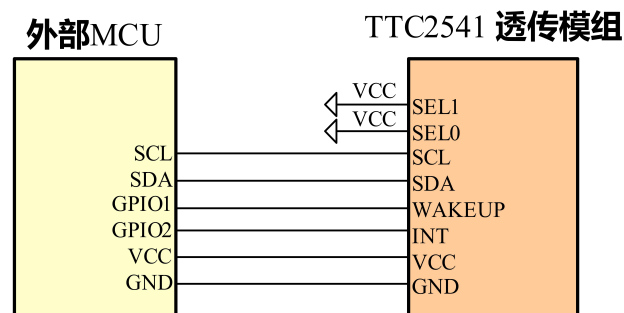 外部MCU
TTC2541 透传模组
VCC
SEL1
VCC
SEL0
SCL
SCL
SDA
SDA
GPIO1
WAKEUP
GPIO2
INT
VCC
VCC
GND
GND